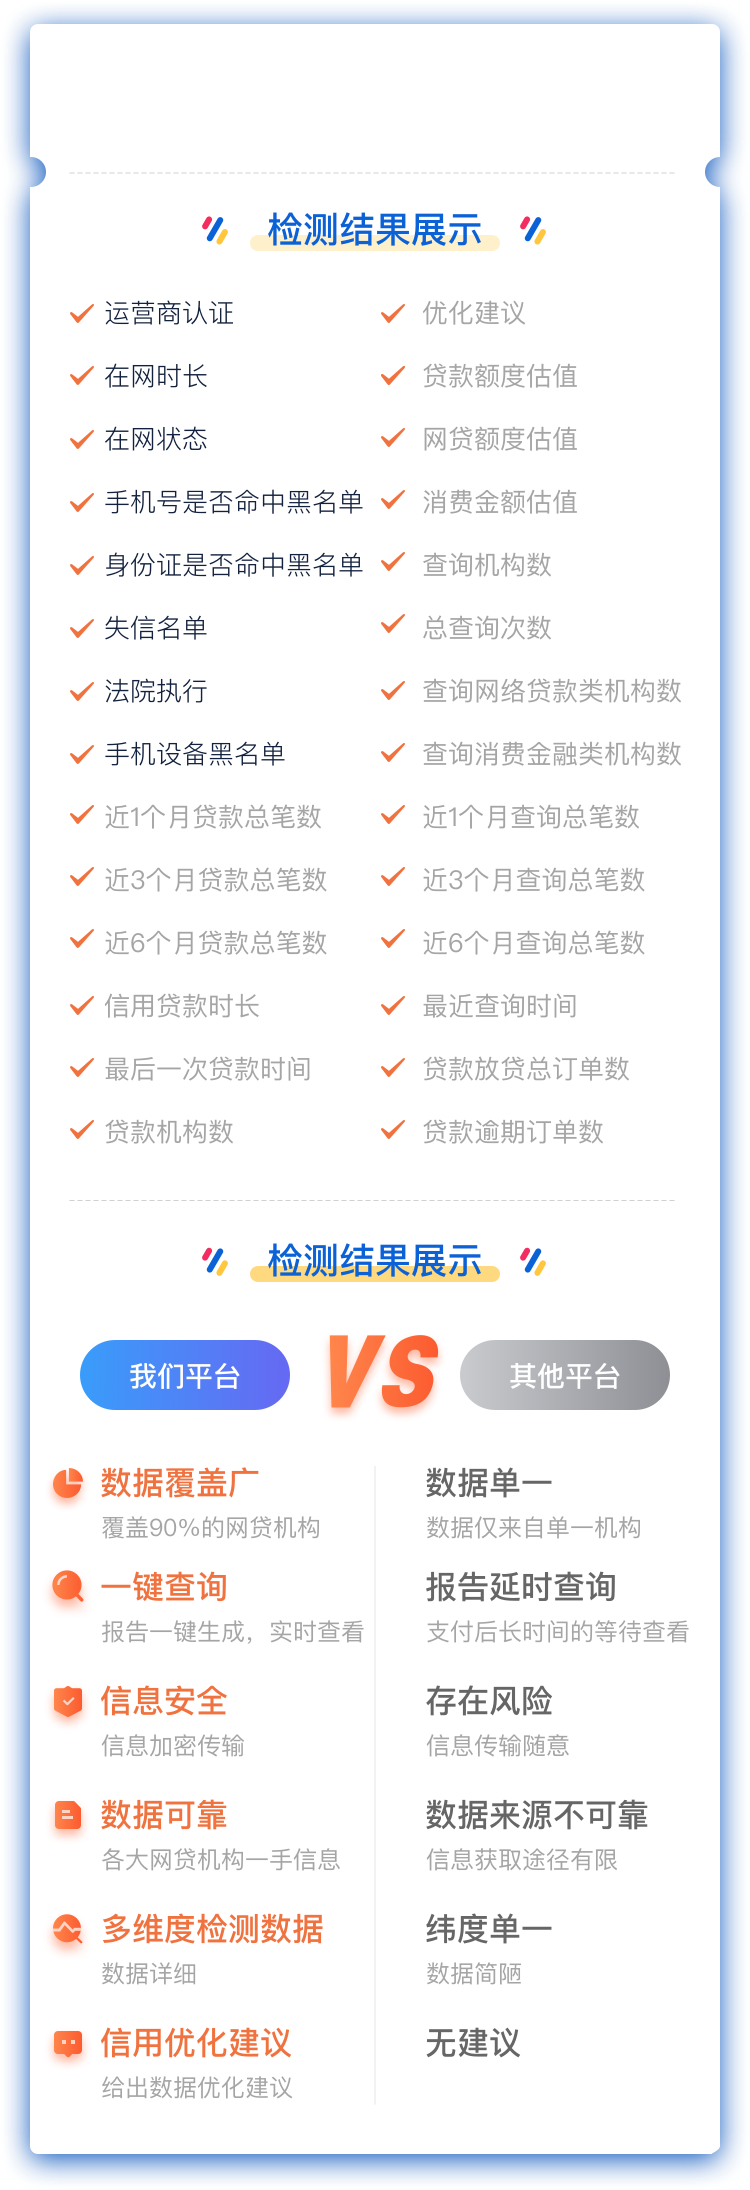 检测结果展示
运营商认证 优化建议
在网时长 贷款额度估值
在网状态 网贷额度估值
手机号是否命中黑名单 消费金额估值
身份证是否命中黑名单 查询机构数
失信名单 总查询次数
法院执行 查询网络贷款类机构数
手机设备黑名单 查询消费金融类机构数
近1个月贷款总笔数 近1个月查询总笔数
近3个月贷款总笔数 近3个月查询总笔数
近6个月贷款总笔数 近6个月查询总笔数
信用贷款时长 最近查询时间
最后一次贷款时间 贷款放贷总订单数
贷款机构数 贷款逾期订单数
检测结果展示
我们平台 VS 其他平台
数据覆盖广 数据单一
覆盖90%的网贷机构 数据仅来自单一机构
一键查询 报告延时查询
报告一键生成，实时查看 支付后长时间的等待查看
信息安全 存在风险
信息加密传输 信息传输随意
数据可靠 数据来源不可靠
各大网贷机构一手信息 信息获取途径有限
多维度检测数据 纬度单一
数据详细 数据简陋
信用优化建议 无建议
给出数据优化建议